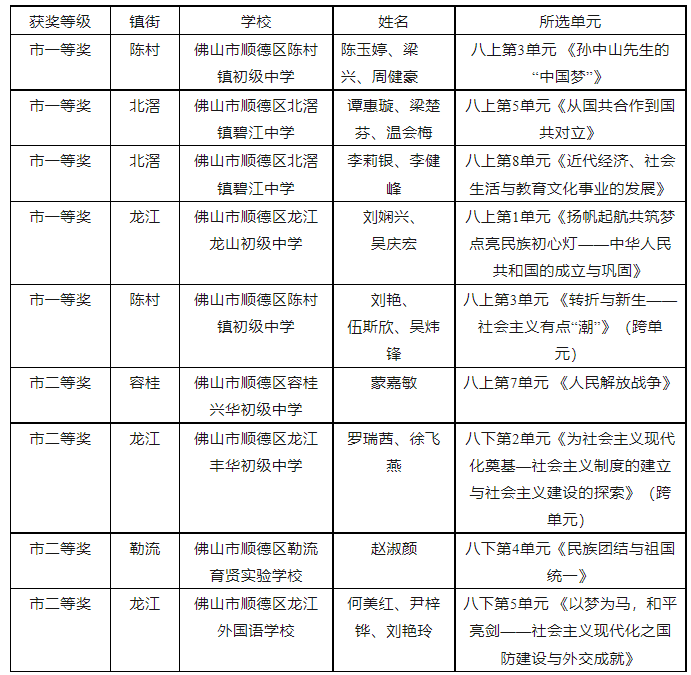 获奖等级 镇街 学校 姓名 所选单元
市一等奖 陈村 佛山市顺德区陈村 陈玉婷、梁 八上第3单元《孙中山先生的
镇初级中学 兴、周健豪 “中国梦”》
市一等奖 北滘 佛山市顺德区北滘 谭惠璇、梁楚 八上第5单元《从国共合作到国
镇碧江中学 芬、温会梅 共对立》
市一等奖 北滘 佛山市顺德区北滘 李莉银、李健 八上第8单元《近代经济、社会
镇碧江中学 峰 生活与教育文化事业的发展》
市一等奖 龙江 佛山市顺德区龙江 刘娴兴、 八上第1单元《扬帆起航共筑梦
龙山初级中学 吴庆宏 点亮民族初心灯——中华人民
共和国的成立与巩固》
市一等奖 陈村 佛山市顺德区陈村 刘艳、 八上第3单元 《转折与新生——
镇初级中学 伍斯欣、吴炜 社会主义有点“潮”》（跨单
锋 元）
市二等奖 容桂 佛山市顺德区容桂 蒙嘉敏 八上第7单元 《人民解放战争》
兴华初级中学
市二等奖 龙江 佛山市顺德区龙江 罗瑞茜、徐飞 八下第2单元《为社会主义现代
丰华初级中学 燕 化奠基—社会主义制度的建立
与社会主义建设的探索》（跨
单元）
市二等奖 勒流 佛山市顺德区勒流 赵淑颜 八下第4单元《民族团结与祖国
育贤实验学校 统一》
市二等奖 龙江 佛山市顺德区龙江 何美红、尹梓 八下第5单元 《以梦为马，和平
外国语学校 铧、刘艳玲 亮剑——社会主义现代化之国
防建设与外交成就》